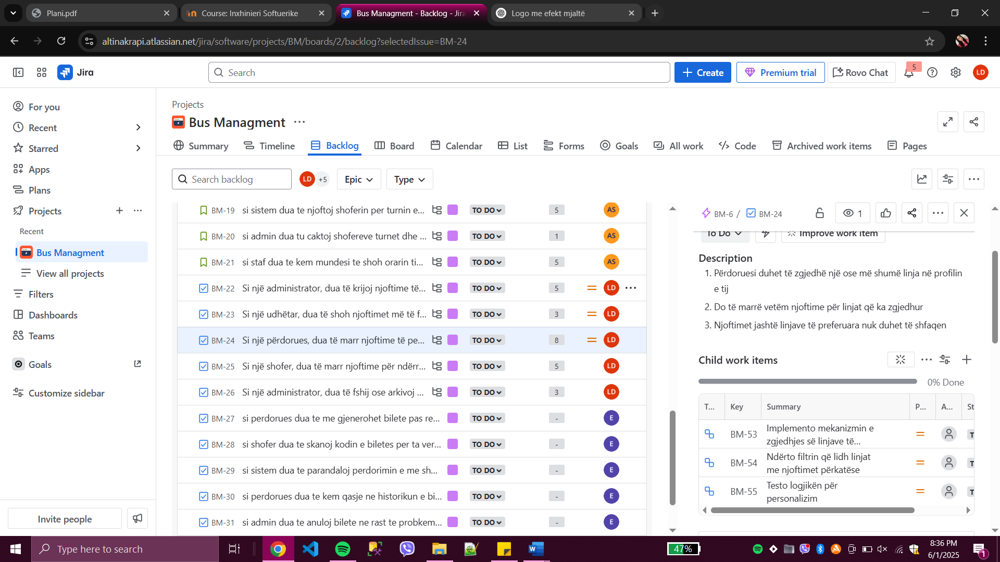 Plani.pdf
Course: Inxhinieri Softuerike
Bus Managment - Backlog - Jira
Logo me efekt mjaltë
altinakrapi.atlassian.net/jira/software/projects/BM/boards/2/backlog?selectedIssue=BM-24
Jira
Search
Create
Premium trial
Rovo Chat
5
LD
For you
Recent
Starred
Apps
Plans
Projects
Recent
Bus Managment
View all projects
Filters
Dashboards
Teams
Goals
Customize sidebar
Invite people
Projects
Bus Managment
Summary
Timeline
Backlog
Board
Calendar
List
Forms
Goals
All work
Code
Archived work items
Pages
Search backlog
LD +5
Epic
Type
BM-19 si sistem dua te njoftoj shoferin per turnin e... TO DO 5 AS
BM-20 si admin dua tu caktoj shofereve turnet dhe ... TO DO 1 AS
BM-21 si staf dua te kem mundesi te shoh orarin ti... TO DO 5 AS
BM-22 Si një administrator, dua të krijoj njoftime të... TO DO 5 LD
BM-23 Si një udhëtar, dua të shoh njoftimet më të f... TO DO 3 LD
BM-24 Si një përdorues, dua të marr njoftime të pe... TO DO 8 LD
BM-25 Si një shofer, dua të marr njoftime për ndërr... TO DO 5 LD
BM-26 Si një administrator, dua të fshij ose arkivoj ... TO DO 3 LD
BM-27 si perdorues dua te me gjenerohet bilete pas re... TO DO - E
BM-28 si shofer dua te skanoj kodin e biletes per ta ver... TO DO - E
BM-29 si sistem dua te parandaloj perdorimin e me sh... TO DO - E
BM-30 si perdorues dua te kem qasje ne historikun e bi... TO DO - E
BM-31 si admin dua te anuloj bilete ne rast te probkem... TO DO - E
BM-6 / BM-24
1
To Do
Improve work item
Description
1. Përdoruesi duhet të zgjedhë një ose më shumë linja në profilin
e tij
2. Do të marrë vetëm njoftime për linjat që ka zgjedhur
3. Njoftimet jashtë linjave të preferuara nuk duhet të shfaqen
Child work items
0% Done
T... Key Summary P... A... St
BM-53 Implemento mekanizmin e
zgjedhjes së linjave të... T
BM-54 Ndërto filtrin që lidh linjat
me njoftimet përkatëse T
BM-55 Testo logjikën për
personalizim T
Type here to search
47%
8:36 PM
6/1/2025
1